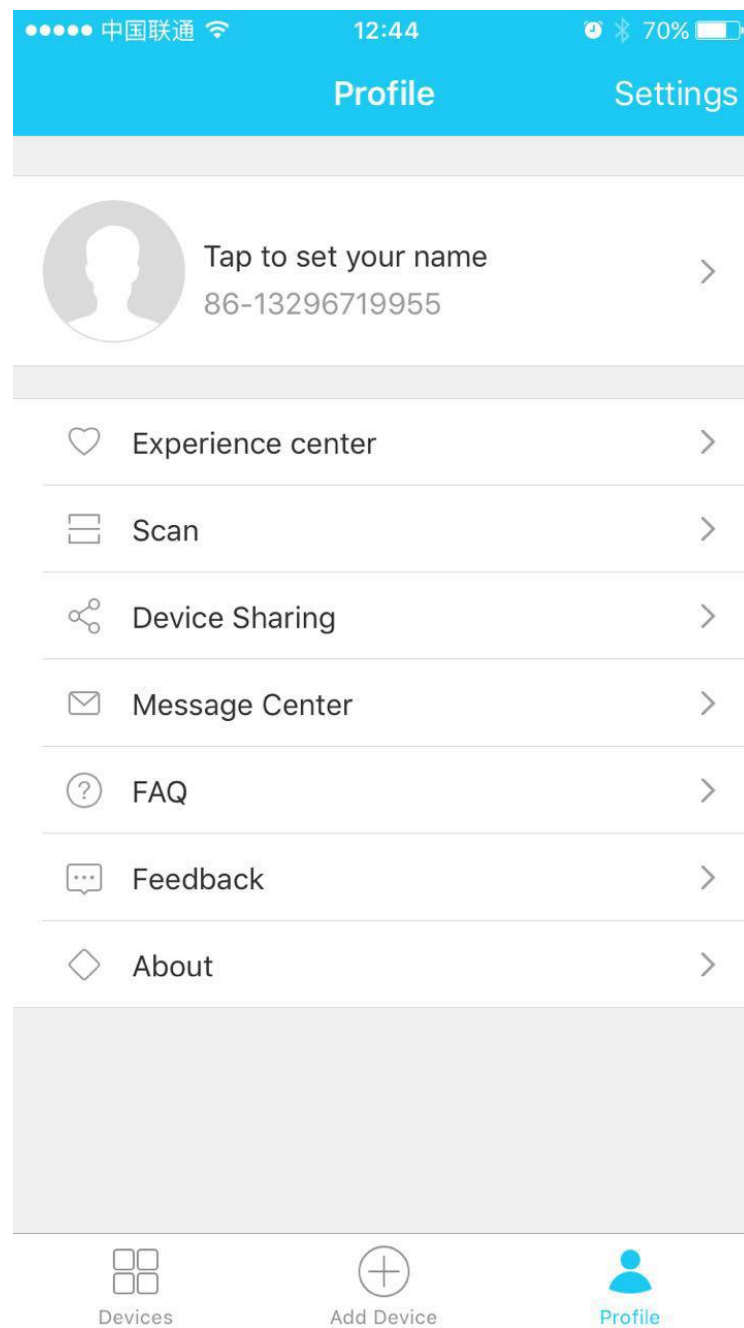 中国联通 12:44 70%
Profile Settings
Tap to set your name
86-13296719955
Experience center
Scan
Device Sharing
Message Center
FAQ
Feedback
About
Devices Add Device Profile